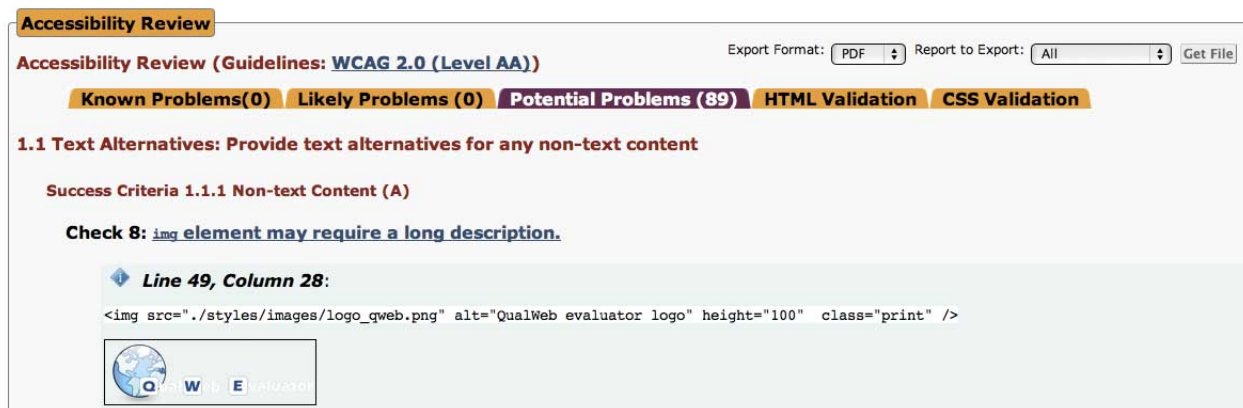 Accessibility Review
Export Format: PDF Report to Export: All Get File
Accessibility Review (Guidelines: WCAG 2.0 (Level AA))
Known Problems(0) Likely Problems (0) Potential Problems (89) HTML Validation CSS Validation
1.1 Text Alternatives: Provide text alternatives for any non-text content
Success Criteria 1.1.1 Non-text Content (A)
Check 8: img element may require a long description.
Line 49, Column 28:
<img src="./styles/images/logo_qweb.png" alt="QualWeb evaluator logo" height="100" class="print" />
QualWeb Evaluator